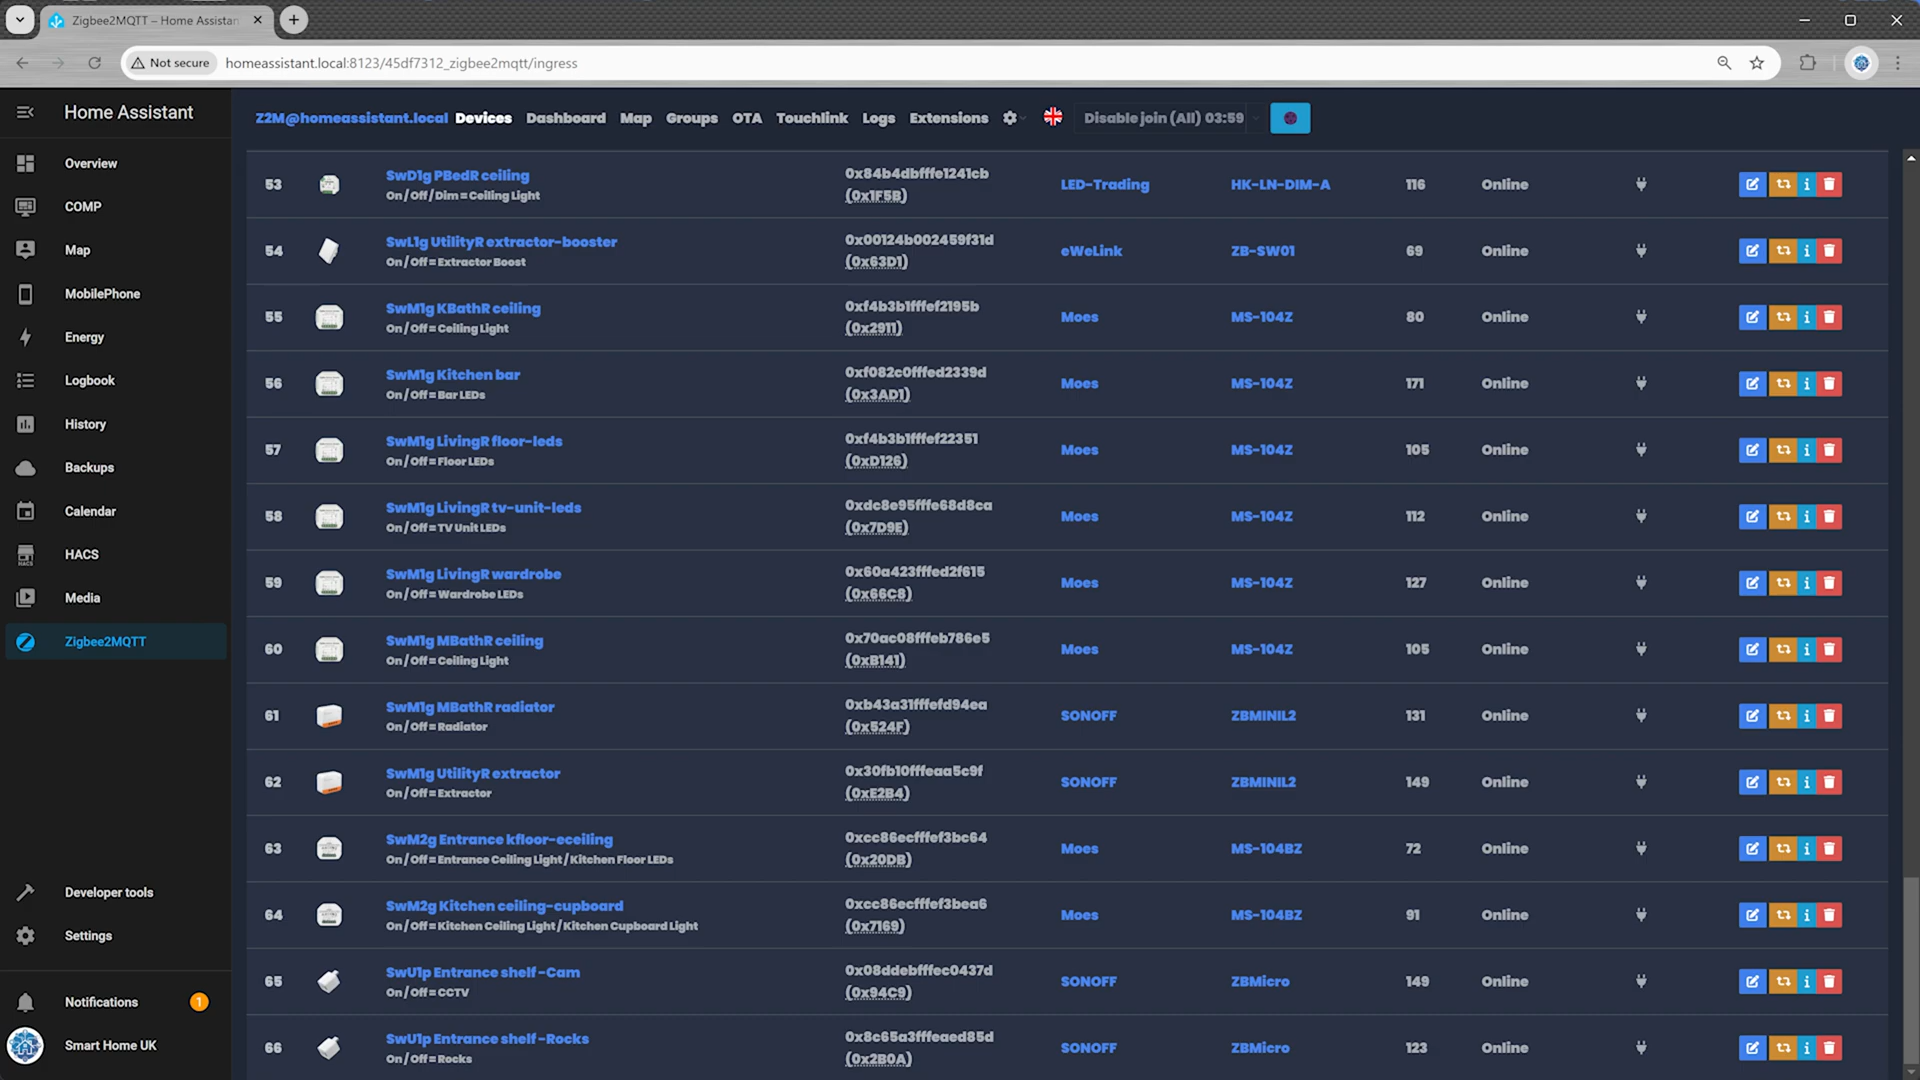 Zigbee2MQTT – Home Assistan
Not secure
homeassistant.local:8123/45df7312_zigbee2mqtt/ingress
Home Assistant
Z2M@homeassistant.local Devices Dashboard Map Groups OTA Touchlink Logs Extensions Disable join (All) 03:59
Overview
COMP
Map
MobilePhone
Energy
Logbook
History
Backups
Calendar
HACS
HACS
Media
Zigbee2MQTT
Developer tools
Settings
Notifications 1
Smart Home UK
53 SwD1g PBedR ceiling 0x84b4dbfffe1241cb LED-Trading HK-LN-DIM-A 116 Online
On / Off / Dim = Ceiling Light (0x1F5B)
54 SwL1g UtilityR extractor-booster 0x00124b002459f31d eWeLink ZB-SW01 69 Online
On / Off = Extractor Boost (0x63D1)
55 SwM1g KBathR ceiling 0xf4b3b1fffef2195b Moes MS-104Z 80 Online
On / Off = Ceiling Light (0x2911)
56 SwM1g Kitchen bar 0xf082c0fffed2339d Moes MS-104Z 171 Online
On / Off = Bar LEDs (0x3AD1)
57 SwM1g LivingR floor-leds 0xf4b3b1fffef22351 Moes MS-104Z 105 Online
On / Off = Floor LEDs (0xD126)
58 SwM1g LivingR tv-unit-leds 0xdc8e95fffe68d8ca Moes MS-104Z 112 Online
On / Off = TV Unit LEDs (0x7D9E)
59 SwM1g LivingR wardrobe 0x60a423fffed2f615 Moes MS-104Z 127 Online
On / Off = Wardrobe LEDs (0x66C8)
60 SwM1g MBathR ceiling 0x70ac08fffeb786e5 Moes MS-104Z 105 Online
On / Off = Ceiling Light (0xB141)
61 SwM1g MBathR radiator 0xb43a31fffefd94ea SONOFF ZBMINIL2 131 Online
On / Off = Radiator (0x524F)
62 SwM1g UtilityR extractor 0x30fb10fffeaa5c9f SONOFF ZBMINIL2 149 Online
On / Off = Extractor (0xE2B4)
63 SwM2g Entrance kfloor-eceiling 0xcc86ecfffef3bc64 Moes MS-104BZ 72 Online
On / Off = Entrance Ceiling Light / Kitchen Floor LEDs (0x20DB)
64 SwM2g Kitchen ceiling-cupboard 0xcc86ecfffef3bea6 Moes MS-104BZ 91 Online
On / Off = Kitchen Ceiling Light / Kitchen Cupboard Light (0x7169)
65 SwU1p Entrance shelf -Cam 0x08ddebfffec0437d SONOFF ZBMicro 149 Online
On / Off = CCTV (0x94C9)
66 SwU1p Entrance shelf -Rocks 0x8c65a3fffeaed85d SONOFF ZBMicro 123 Online
On / Off = Rocks (0x2B0A)